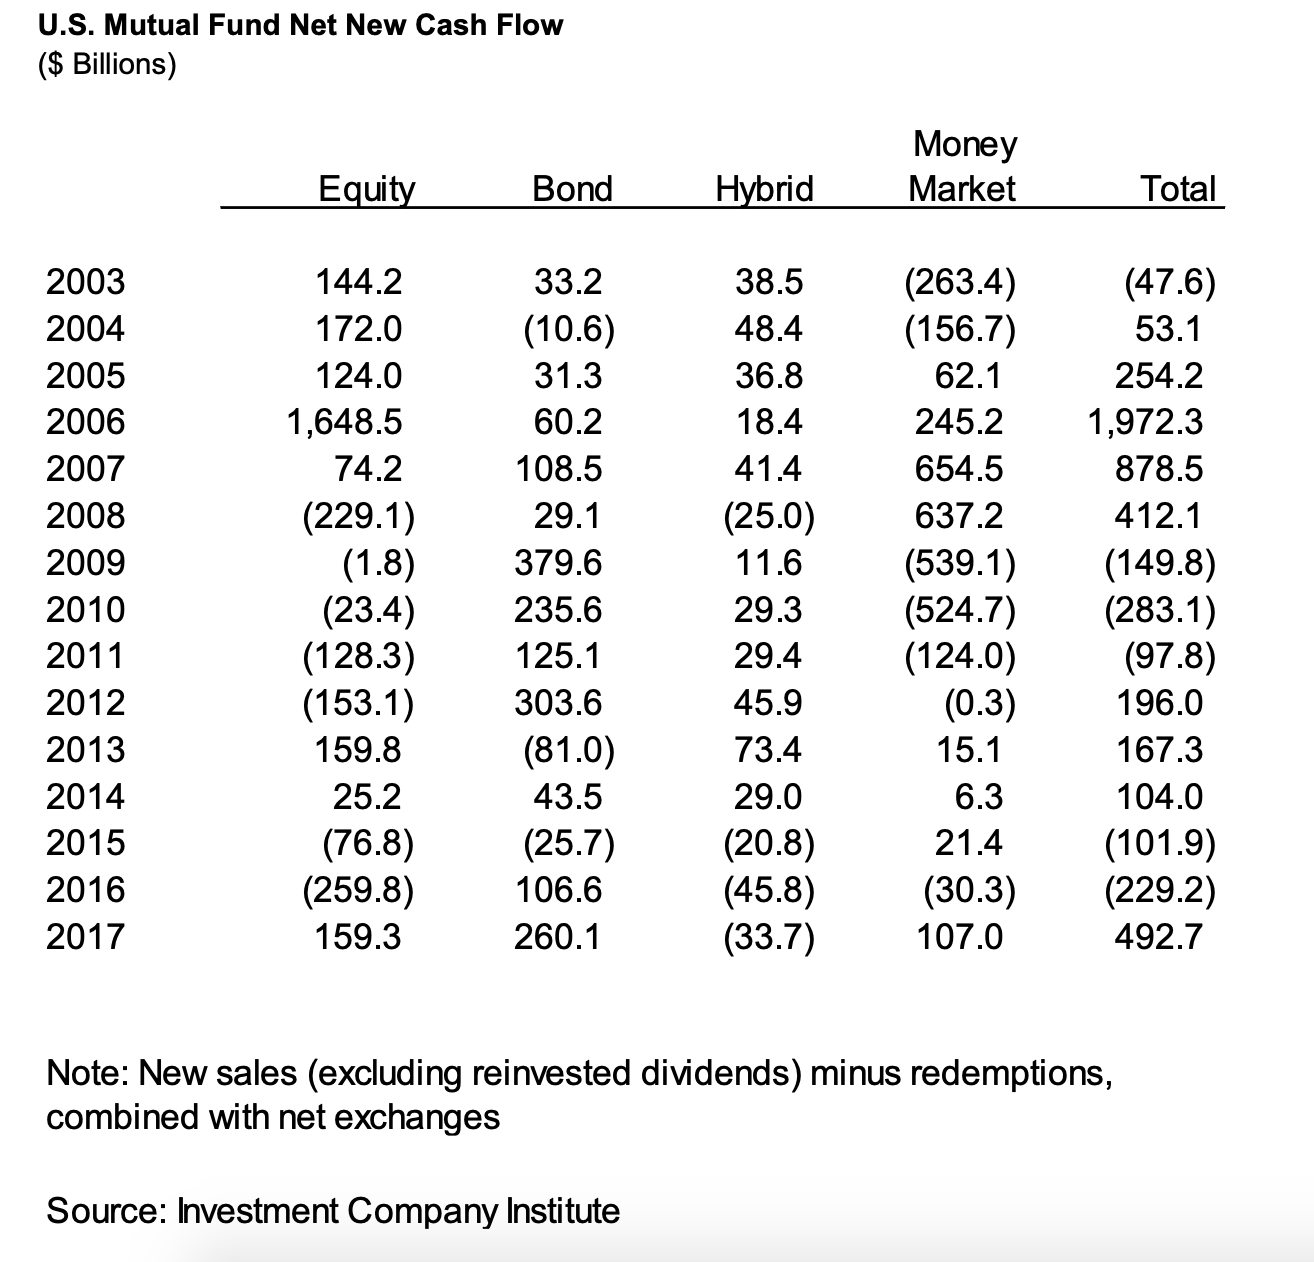 U.S. Mutual Fund Net New Cash Flow
($ Billions)
Money
Equity Bond Hybrid Market Total
2003 144.2 33.2 38.5 (263.4) (47.6)
2004 172.0 (10.6) 48.4 (156.7) 53.1
2005 124.0 31.3 36.8 62.1 254.2
2006 1,648.5 60.2 18.4 245.2 1,972.3
2007 74.2 108.5 41.4 654.5 878.5
2008 (229.1) 29.1 (25.0) 637.2 412.1
2009 (1.8) 379.6 11.6 (539.1) (149.8)
2010 (23.4) 235.6 29.3 (524.7) (283.1)
2011 (128.3) 125.1 29.4 (124.0) (97.8)
2012 (153.1) 303.6 45.9 (0.3) 196.0
2013 159.8 (81.0) 73.4 15.1 167.3
2014 25.2 43.5 29.0 6.3 104.0
2015 (76.8) (25.7) (20.8) 21.4 (101.9)
2016 (259.8) 106.6 (45.8) (30.3) (229.2)
2017 159.3 260.1 (33.7) 107.0 492.7
Note: New sales (excluding reinvested dividends) minus redemptions,
combined with net exchanges
Source: Investment Company Institute